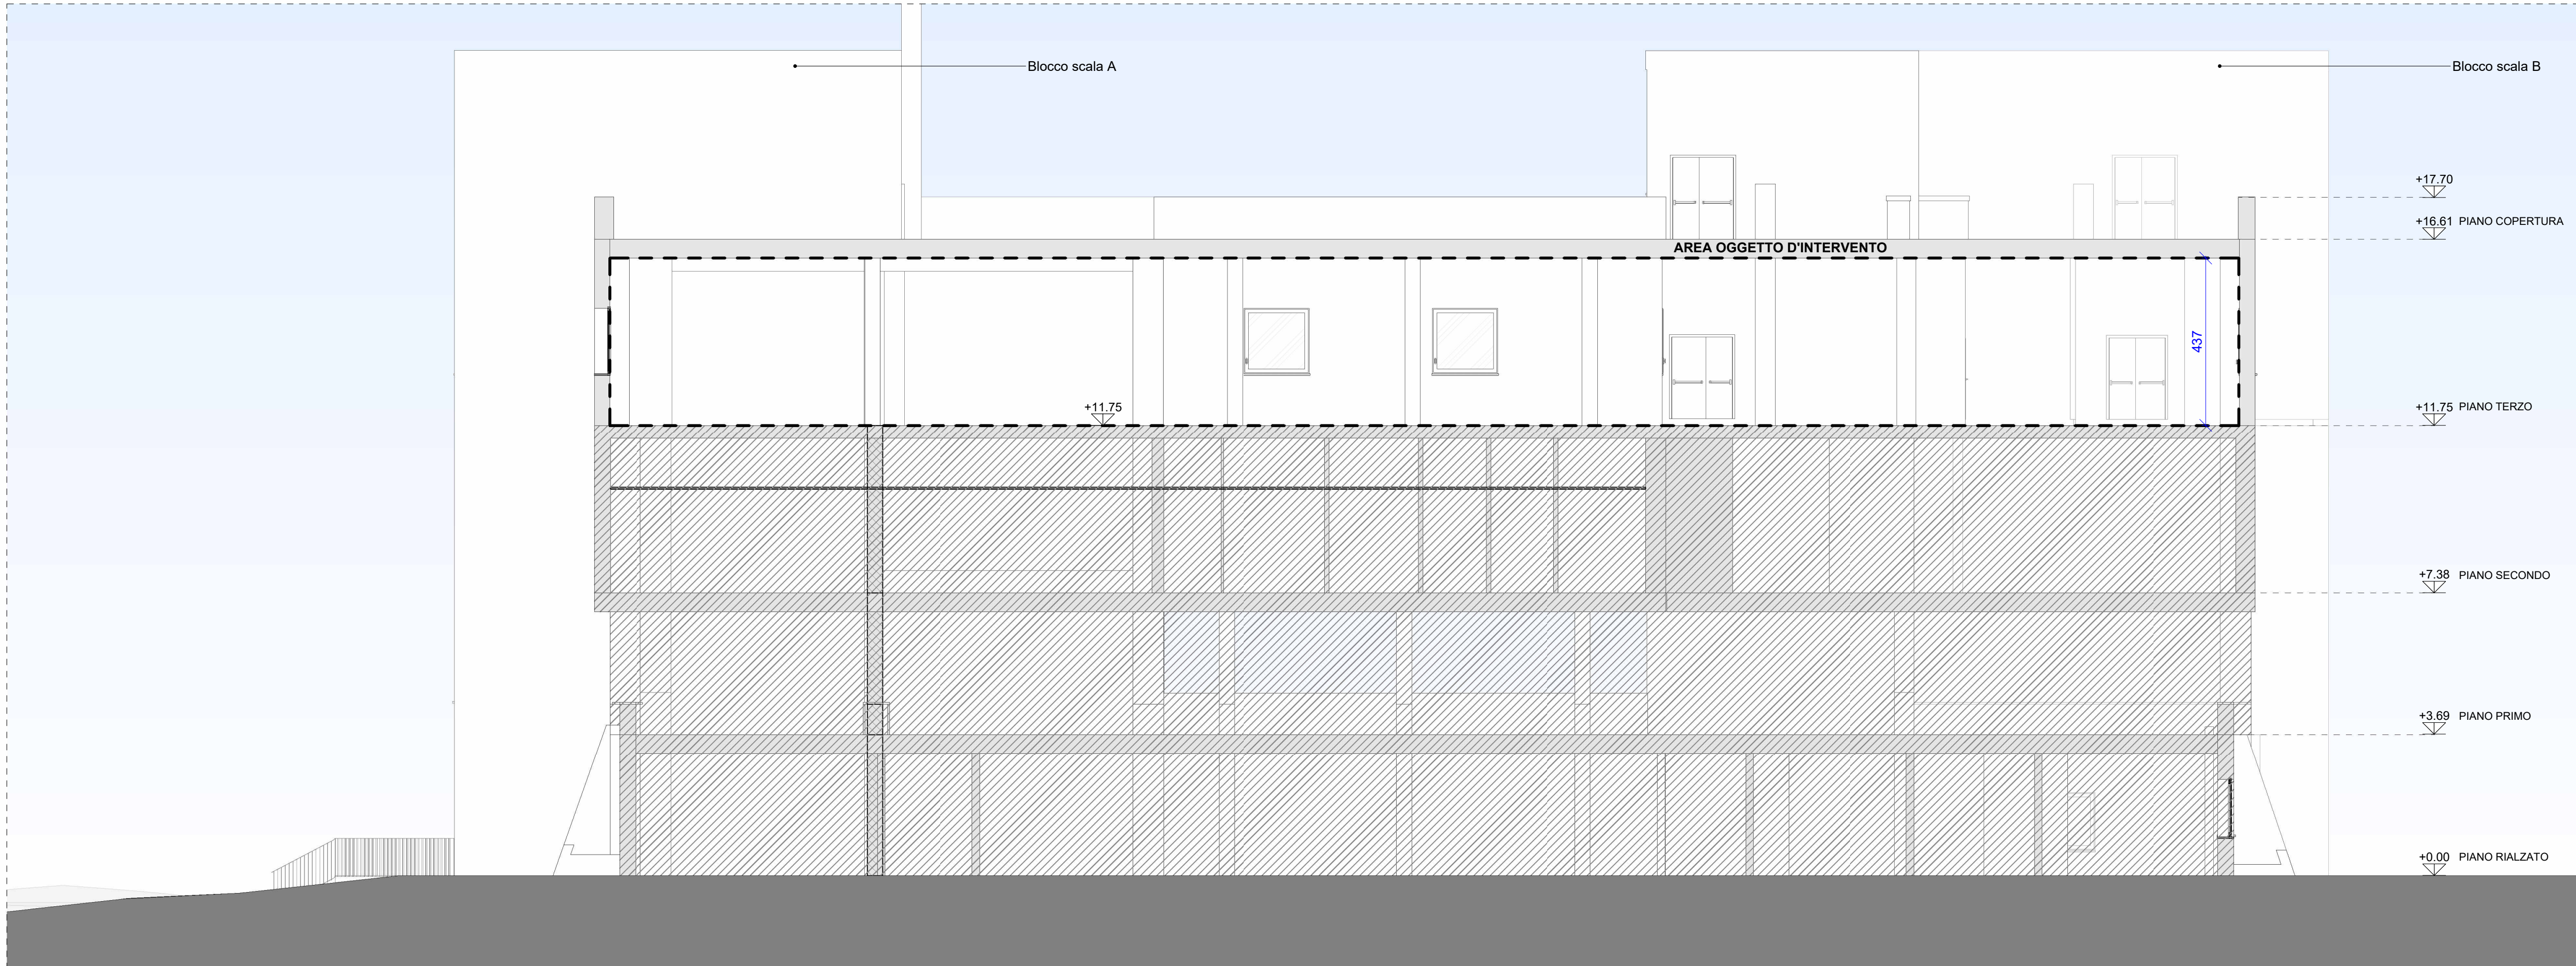 Blocco scala A
Blocco scala B
+17.70
+16.61 PIANO COPERTURA
AREA OGGETTO D'INTERVENTO
437
+11.75
+11.75 PIANO TERZO
+7.38 PIANO SECONDO
+3.69 PIANO PRIMO
+0.00 PIANO RIALZATO